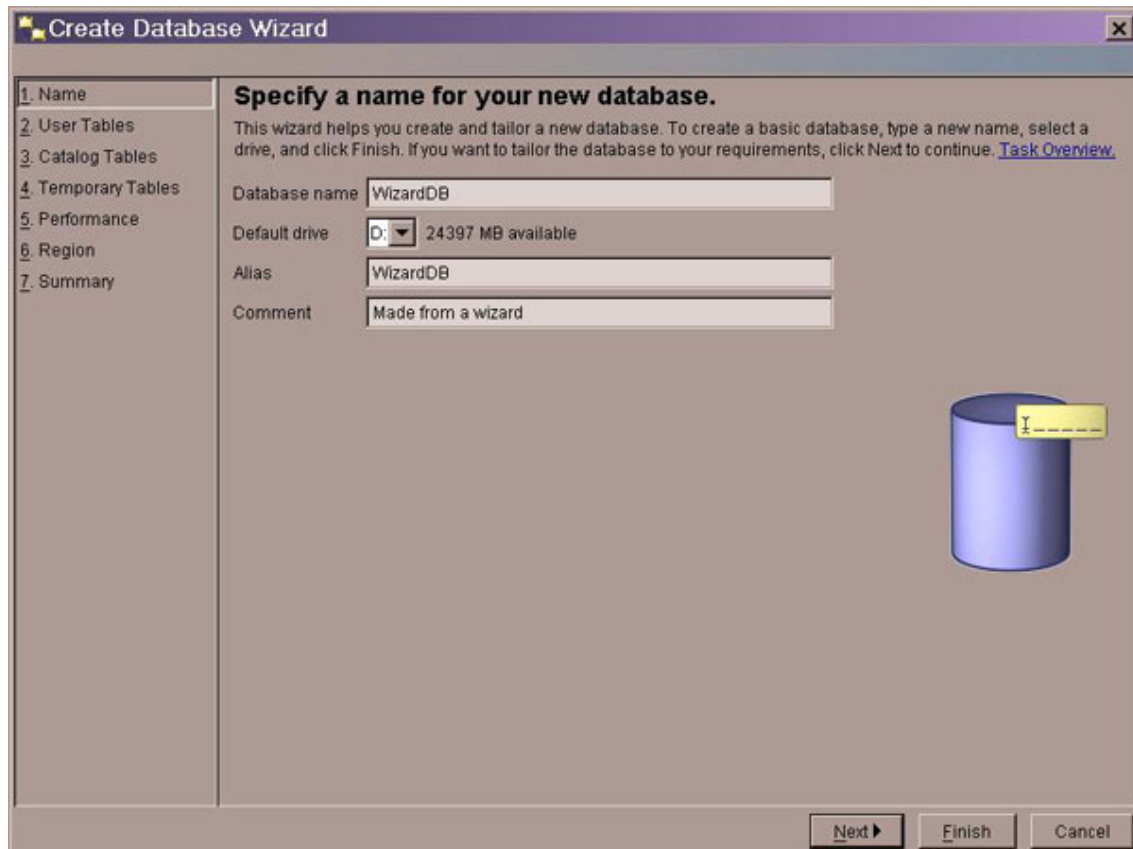 Create Database Wizard
1. Name
2. User Tables
3. Catalog Tables
4. Temporary Tables
5. Performance
6. Region
7. Summary
Specify a name for your new database.
This wizard helps you create and tailor a new database. To create a basic database, type a new name, select a
drive, and click Finish. If you want to tailor the database to your requirements, click Next to continue. Task Overview.
Database name WizardDB
Default drive D: 24397 MB available
Alias WizardDB
Comment Made from a wizard
Next Finish Cancel